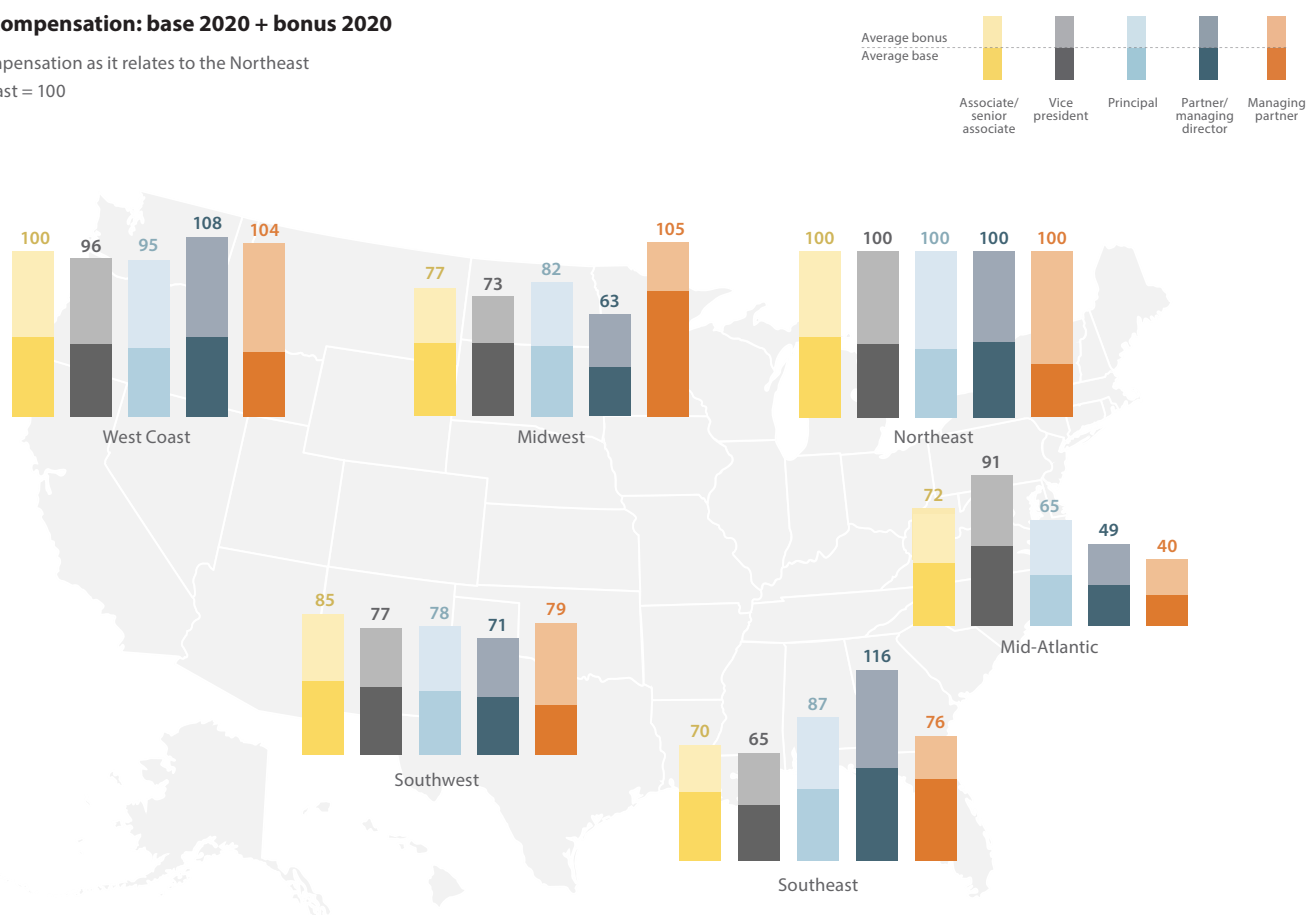 ompensation: base 2020 + bonus 2020
pensation as it relates to the Northeast
ast = 100
Average bonus
Average base
Associate/
senior
associate
Vice
president
Principal
Partner/
managing
director
Managing
partner
100 96 95 108 104
West Coast
77 73 82 63 105
Midwest
100 100 100 100 100
Northeast
72 91 65 49 40
Mid-Atlantic
85 77 78 71 79
Southwest
70 65 87 116 76
Southeast